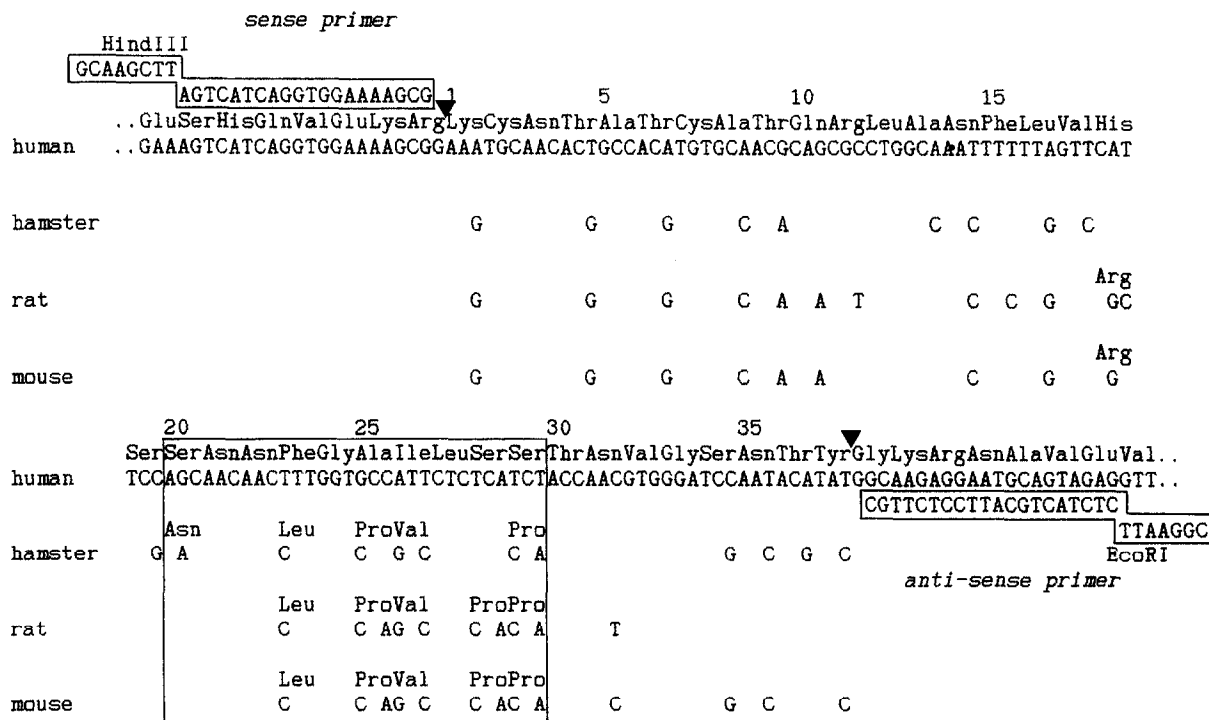 sense primer
HindIII
GCAAGCTT
AGTCATCAGGTGGAAAAGCG 1 5 10 15
..GluSerHisGlnValGluLysArgLysCysAsnThrAlaThrCysAlaThrGlnArgLeuAlaAsnPheLeuValHis
human ..GAAAGTCATCAGGTGGAAAAGCGGAAATGCAACACTGCCACATGTGCAACGCAGCGCCTGGCAAATTTTTTAGTTCAT
hamster G G G C A C C G C
Arg
rat G G G C A A T C C G GC
Arg
mouse G G G C A A C G G
20 25 30 35
SerSerAsnAsnPheGlyAlaIleLeuSerSerThrAsnValGlySerAsnThrTyrGlyLysArgAsnAlaValGluVal..
human TCCAGCAACAACTTTGGTGCCATTCTCTCATCTACCAACGTGGGATCCAATACATATGGCAAGAGGAATGCAGTAGAGGTT..
CGTTCTCCTTACGTCATCTC
Asn Leu ProVal Pro TTAAGGC
hamster G A C C G C C A G C G C EcoRI
anti-sense primer
Leu ProVal ProPro
rat C C AG C C AC A T
Leu ProVal ProPro
mouse C C AG C C AC A C G C C